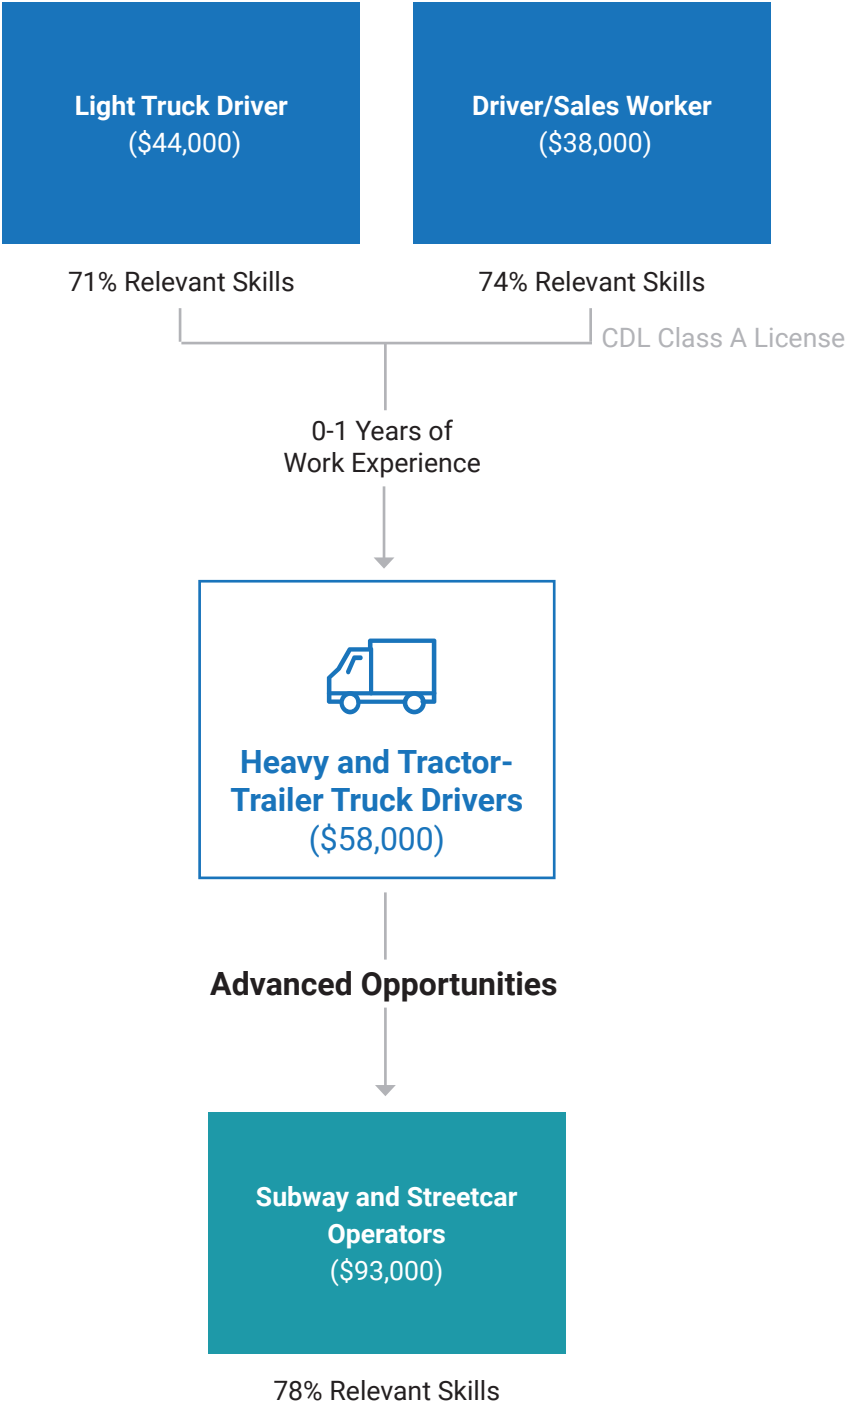 Light Truck Driver
($44,000)
Driver/Sales Worker
($38,000)
71% Relevant Skills
74% Relevant Skills
CDL Class A License
0-1 Years of
Work Experience
Heavy and Tractor-
Trailer Truck Drivers
($58,000)
Advanced Opportunities
Subway and Streetcar
Operators
($93,000)
78% Relevant Skills